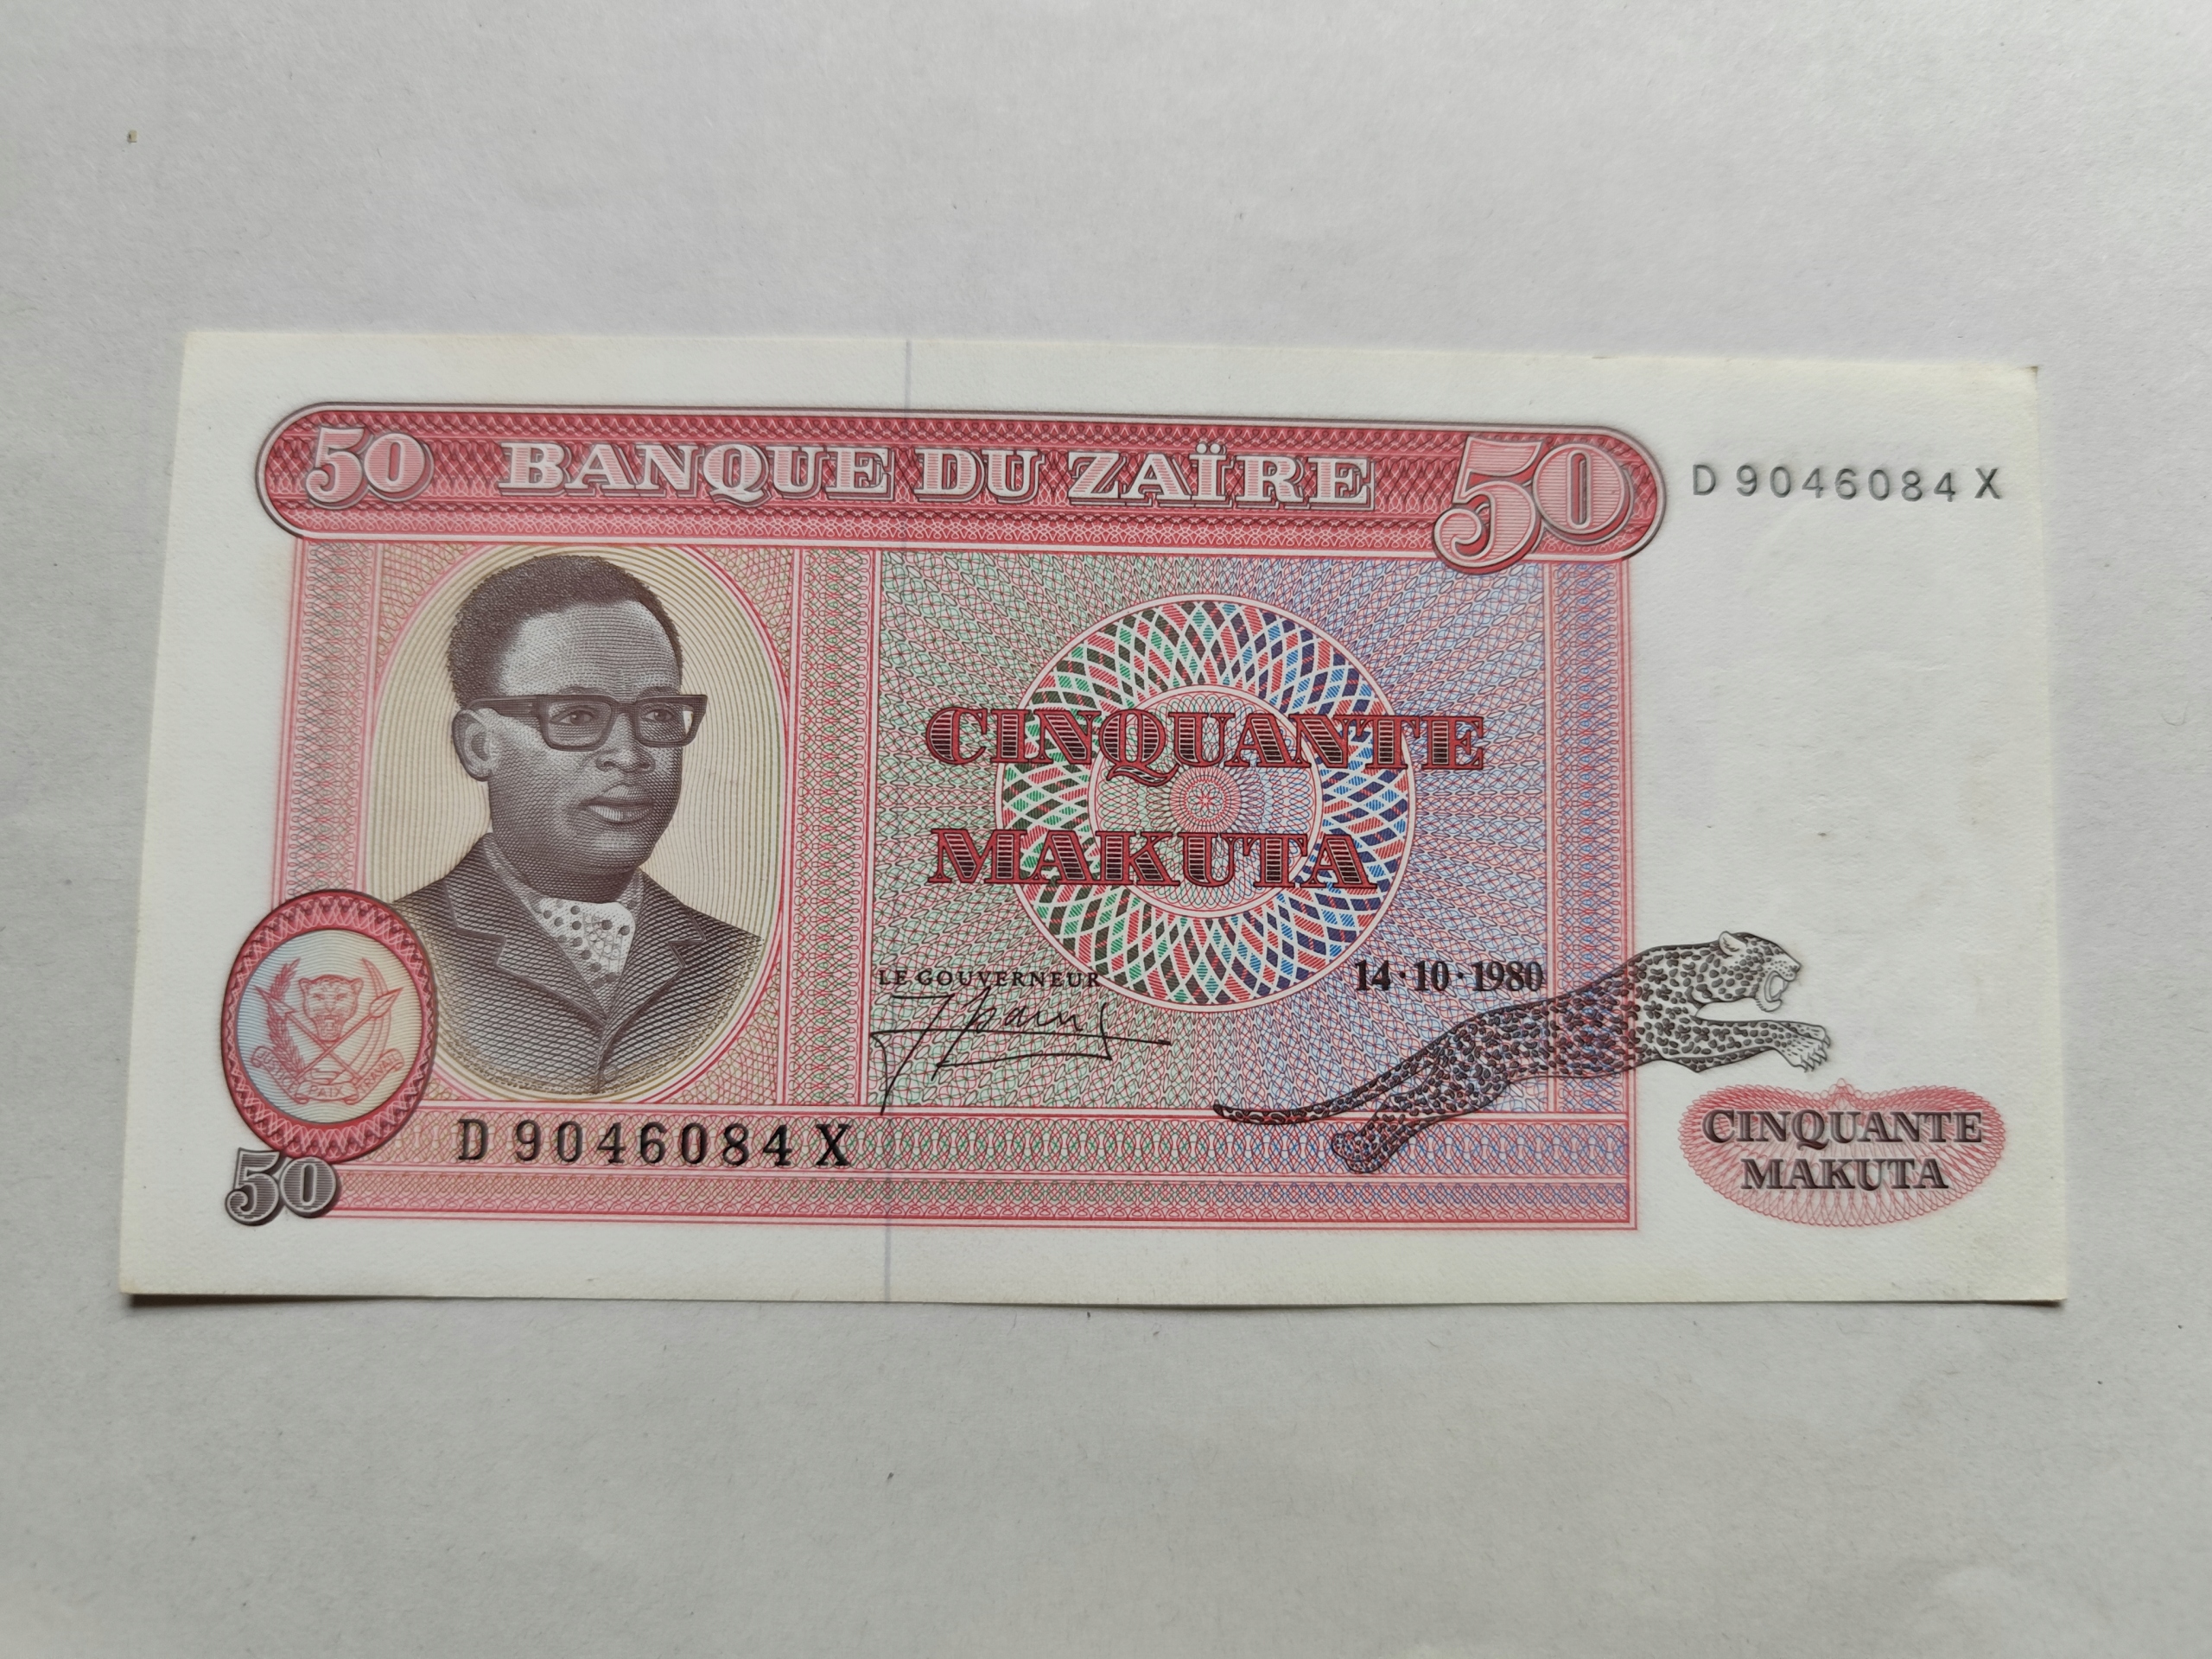 50 BANQUE DU ZAÏRE 50
D 9046084 X
CINQUANTE
MAKUTA
LE GOUVERNEUR
14·10·1980
D 9046084 X
50
CINQUANTE
MAKUTA